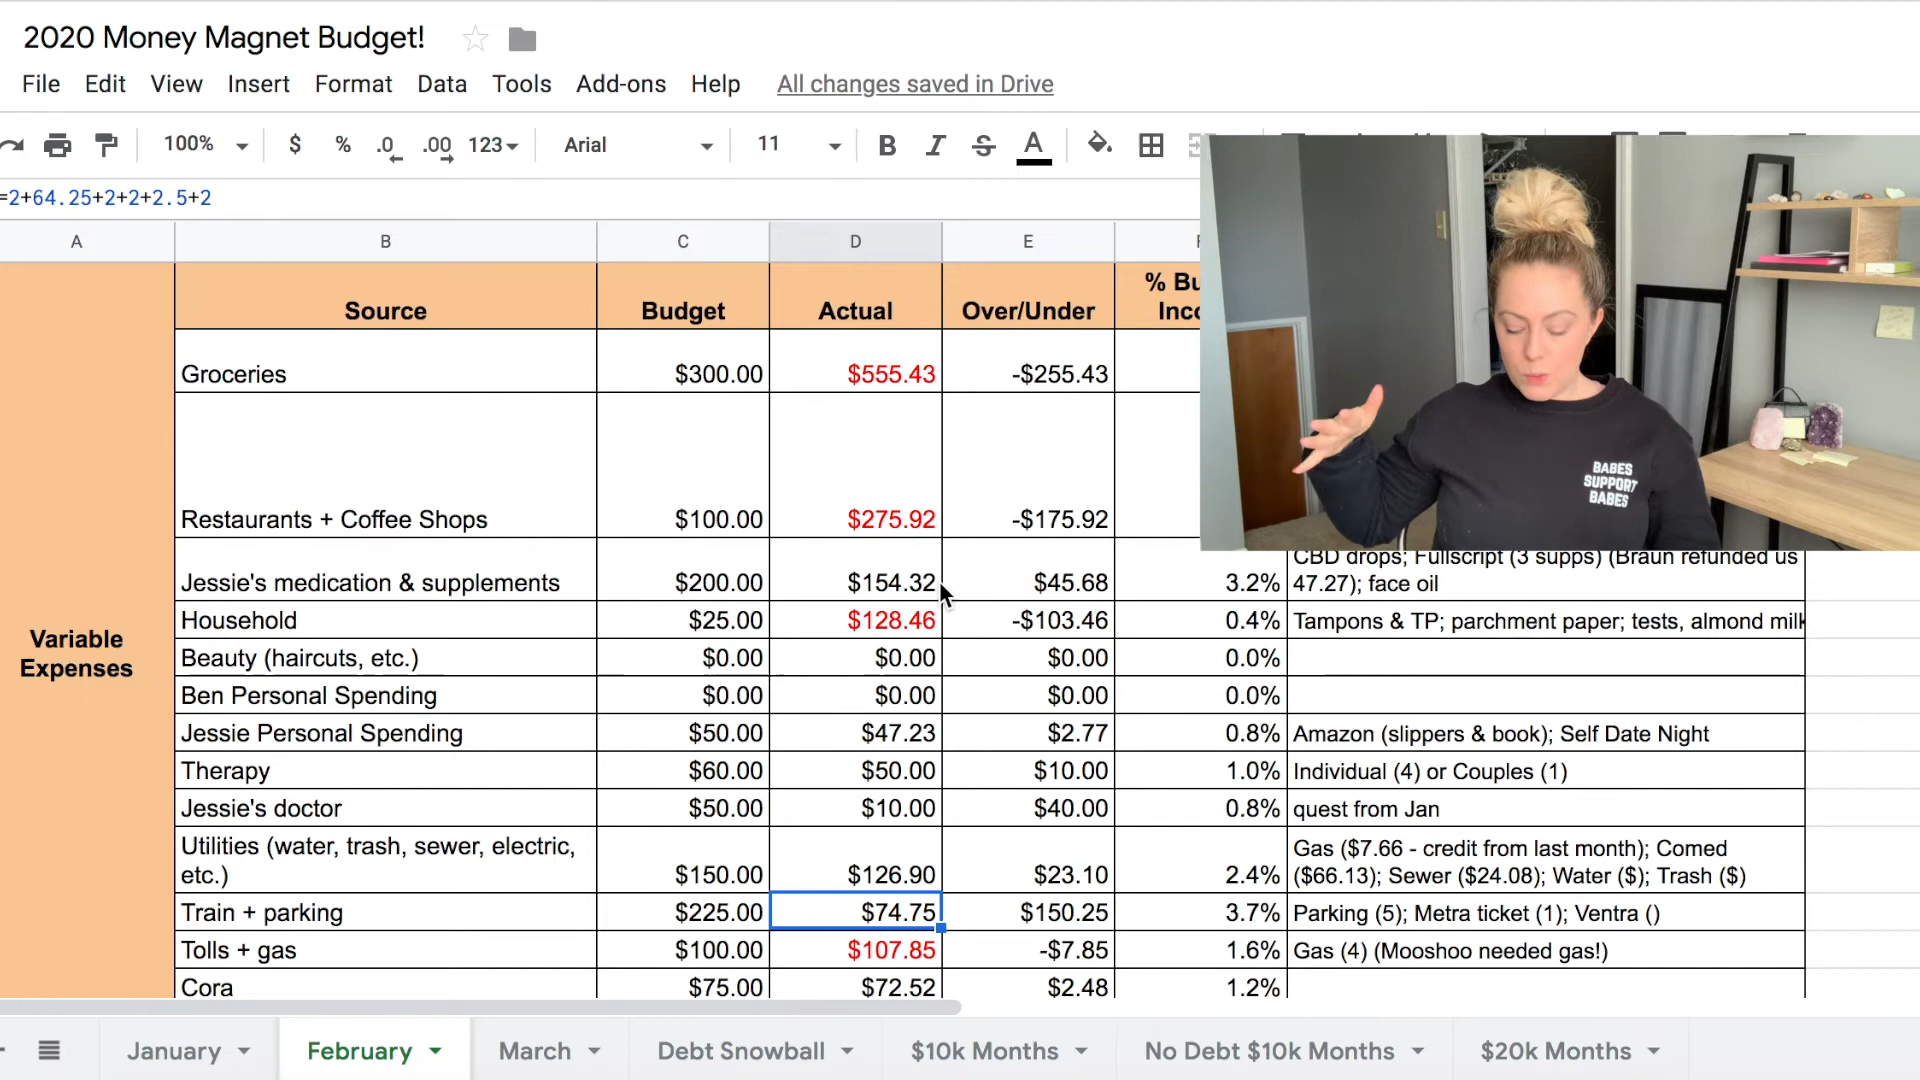 2020 Money Magnet Budget!
File Edit View Insert Format Data Tools Add-ons Help All changes saved in Drive
100% $ % .0 .00 123 Arial 11 B I S A
=2+64.25+2+2+2.5+2
A B C D E
Source Budget Actual Over/Under
Groceries $300.00 $555.43 -$255.43
Restaurants + Coffee Shops $100.00 $275.92 -$175.92
BABES
SUPPORT
BABES
CBD drops; Fullscript (3 supps) (Braun refunded us
Jessie's medication & supplements $200.00 $154.32 $45.68 3.2% 47.27); face oil
Household $25.00 $128.46 -$103.46 0.4% Tampons & TP; parchment paper; tests, almond milk
Beauty (haircuts, etc.) $0.00 $0.00 $0.00 0.0%
Ben Personal Spending $0.00 $0.00 $0.00 0.0%
Jessie Personal Spending $50.00 $47.23 $2.77 0.8% Amazon (slippers & book); Self Date Night
Therapy $60.00 $50.00 $10.00 1.0% Individual (4) or Couples (1)
Jessie's doctor $50.00 $10.00 $40.00 0.8% quest from Jan
Variable
Expenses
Utilities (water, trash, sewer, electric, Gas ($7.66 - credit from last month); Comed
etc.) $150.00 $126.90 $23.10 2.4% ($66.13); Sewer ($24.08); Water ($); Trash ($)
Train + parking $225.00 $74.75 $150.25 3.7% Parking (5); Metra ticket (1); Ventra ()
Tolls + gas $100.00 $107.85 -$7.85 1.6% Gas (4) (Mooshoo needed gas!)
Cora $75.00 $72.52 $2.48 1.2%
January February March Debt Snowball $10k Months No Debt $10k Months $20k Months